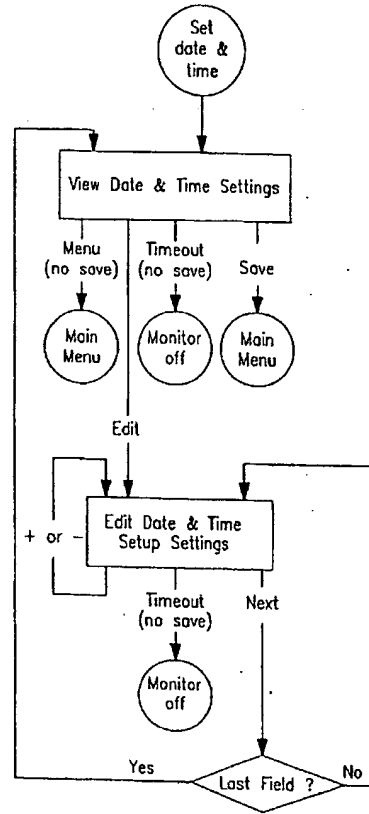 Set
date &
time
View Date & Time Settings
Menu
(no save)
Timeout
(no save)
Save
Main
Menu
Monitor
off
Main
Menu
Edit
+ or -
Edit Date & Time
Setup Settings
Timeout
(no save)
Next
Monitor
off
Yes
Last Field ?
No